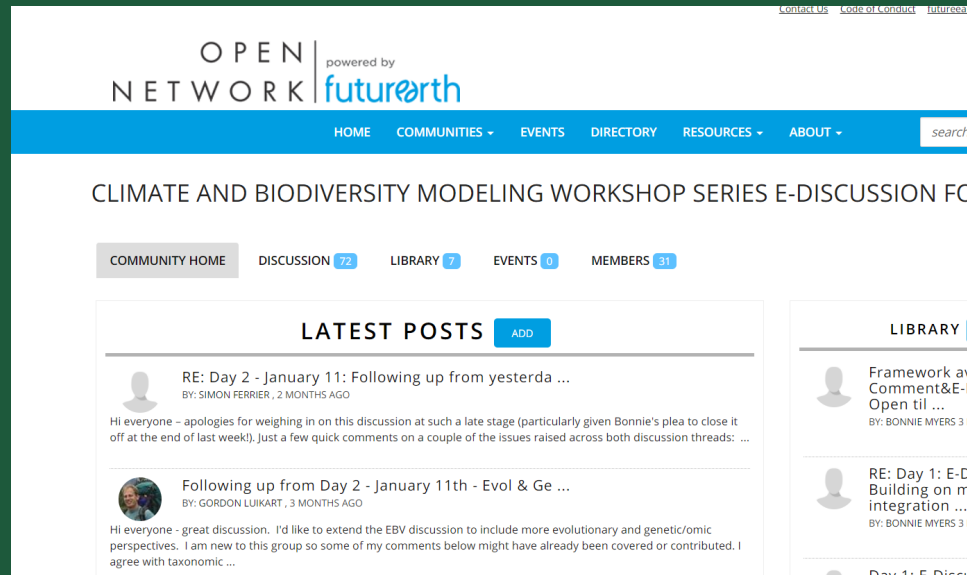 Contact Us Code of Conduct
OPEN
NETWORK
powered by
futurearth
HOME COMMUNITIES EVENTS DIRECTORY RESOURCES ABOUT
search
CLIMATE AND BIODIVERSITY MODELING WORKSHOP SERIES E-DISCUSSION
COMMUNITY HOME DISCUSSION 72 LIBRARY 7 EVENTS 0 MEMBERS 31
LATEST POSTS ADD
RE: Day 2 - January 11: Following up from yesterda ...
BY: SIMON FERRIER , 2 MONTHS AGO
Hi everyone – apologies for weighing in on this discussion at such a late stage (particularly given Bonnie's plea to close it
off at the end of last week!). Just a few quick comments on a couple of the issues raised across both discussion threads: ...
Following up from Day 2 - January 11th - Evol & Ge ...
BY: GORDON LUIKART , 3 MONTHS AGO
Hi everyone - great discussion. I'd like to extend the EBV discussion to include more evolutionary and genetic/omic
perspectives. I am new to this group so some of my comments below might have already been covered or contributed. I
agree with taxonomic ...
LIBRARY
Framework
Comment&E-
Open til ...
BY: BONNIE MYERS 3
RE: Day 1:
Building on
integration ...
BY: BONNIE MYERS 3
Day 1: